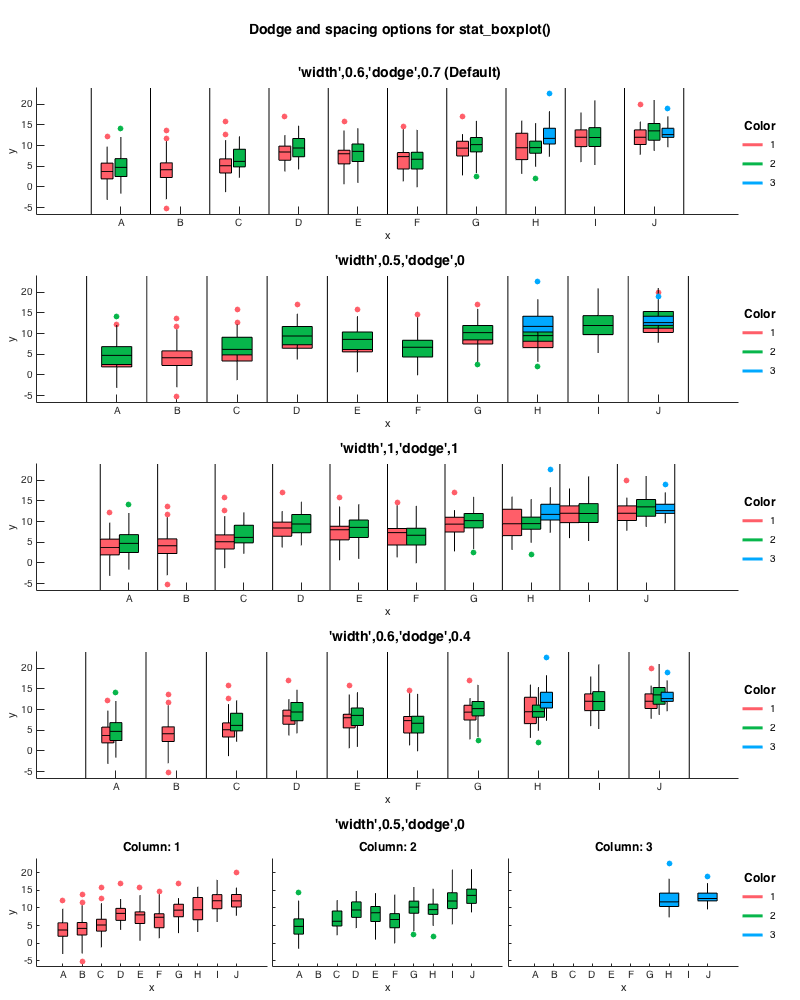 Dodge and spacing options for stat_boxplot()
'width',0.6,'dodge',0.7 (Default)
20
15
10
5
0
-5
y
A B C D E F G H I J
x
Color
1
2
3
'width',0.5,'dodge',0
20
15
10
5
0
-5
y
A B C D E F G H I J
x
Color
1
2
3
'width',1,'dodge',1
20
15
10
5
0
-5
y
A B C D E F G H I J
x
Color
1
2
3
'width',0.6,'dodge',0.4
20
15
10
5
0
-5
y
A B C D E F G H I J
x
Color
1
2
3
'width',0.5,'dodge',0
Column: 1 Column: 2 Column: 3
20
15
10
5
0
-5
y
A B C D E F G H I J A B C D E F G H I J A B C D E F G H I J
x x x
Color
1
2
3